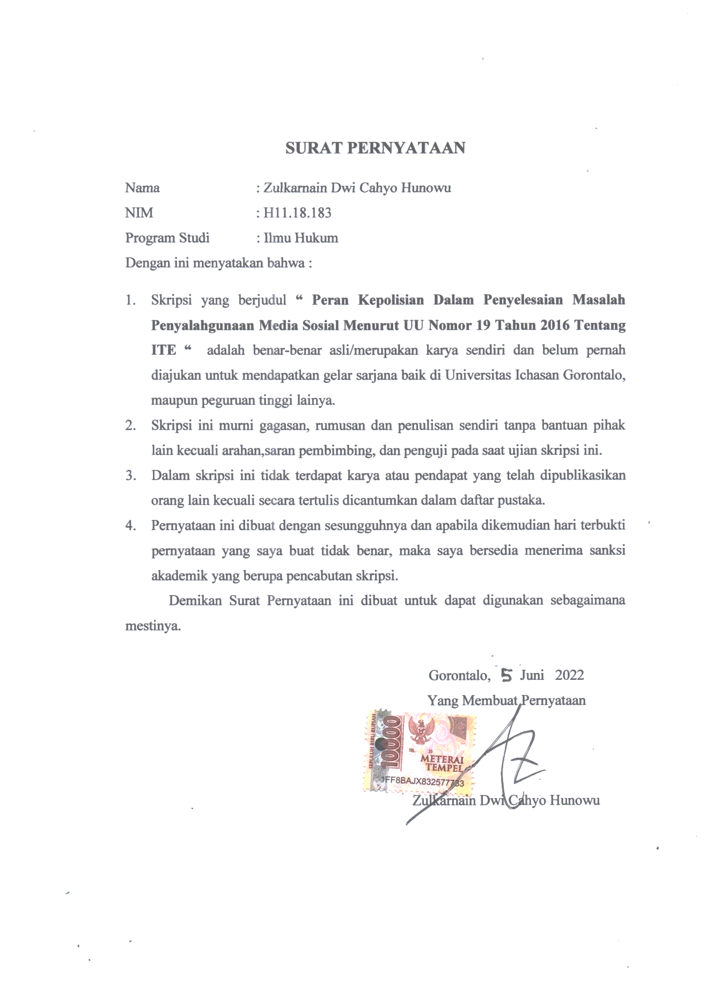 SURAT PERNYATAAN
Nama : Zulkarnain Dwi Cahyo Hunowu
NIM : H11.18.183
Program Studi : Ilmu Hukum
Dengan ini menyatakan bahwa :
1. Skripsi yang berjudul “ Peran Kepolisian Dalam Penyelesaian Masalah
Penyalahgunaan Media Sosial Menurut UU Nomor 19 Tahun 2016 Tentang
ITE “ adalah benar-benar asli/merupakan karya sendiri dan belum pernah
diajukan untuk mendapatkan gelar sarjana baik di Universitas Ichasan Gorontalo,
maupun peguruan tinggi lainya.
2. Skripsi ini murni gagasan, rumusan dan penulisan sendiri tanpa bantuan pihak
lain kecuali arahan,saran pembimbing, dan penguji pada saat ujian skripsi ini.
3. Dalam skripsi ini tidak terdapat karya atau pendapat yang telah dipublikasikan
orang lain kecuali secara tertulis dicantumkan dalam daftar pustaka.
4. Pernyataan ini dibuat dengan sesungguhnya dan apabila dikemudian hari terbukti
pernyataan yang saya buat tidak benar, maka saya bersedia menerima sanksi
akademik yang berupa pencabutan skripsi.
Demikan Surat Pernyataan ini dibuat untuk dapat digunakan sebagaimana
mestinya.
Gorontalo, 5 Juni 2022
Yang Membuat Pernyataan
SEPULUH RIBU RUPIAH
10000
TGL. 20
METERAI
TEMPEL
1FF8BAJX832577733
Zulkarnain Dwi Cahyo Hunowu